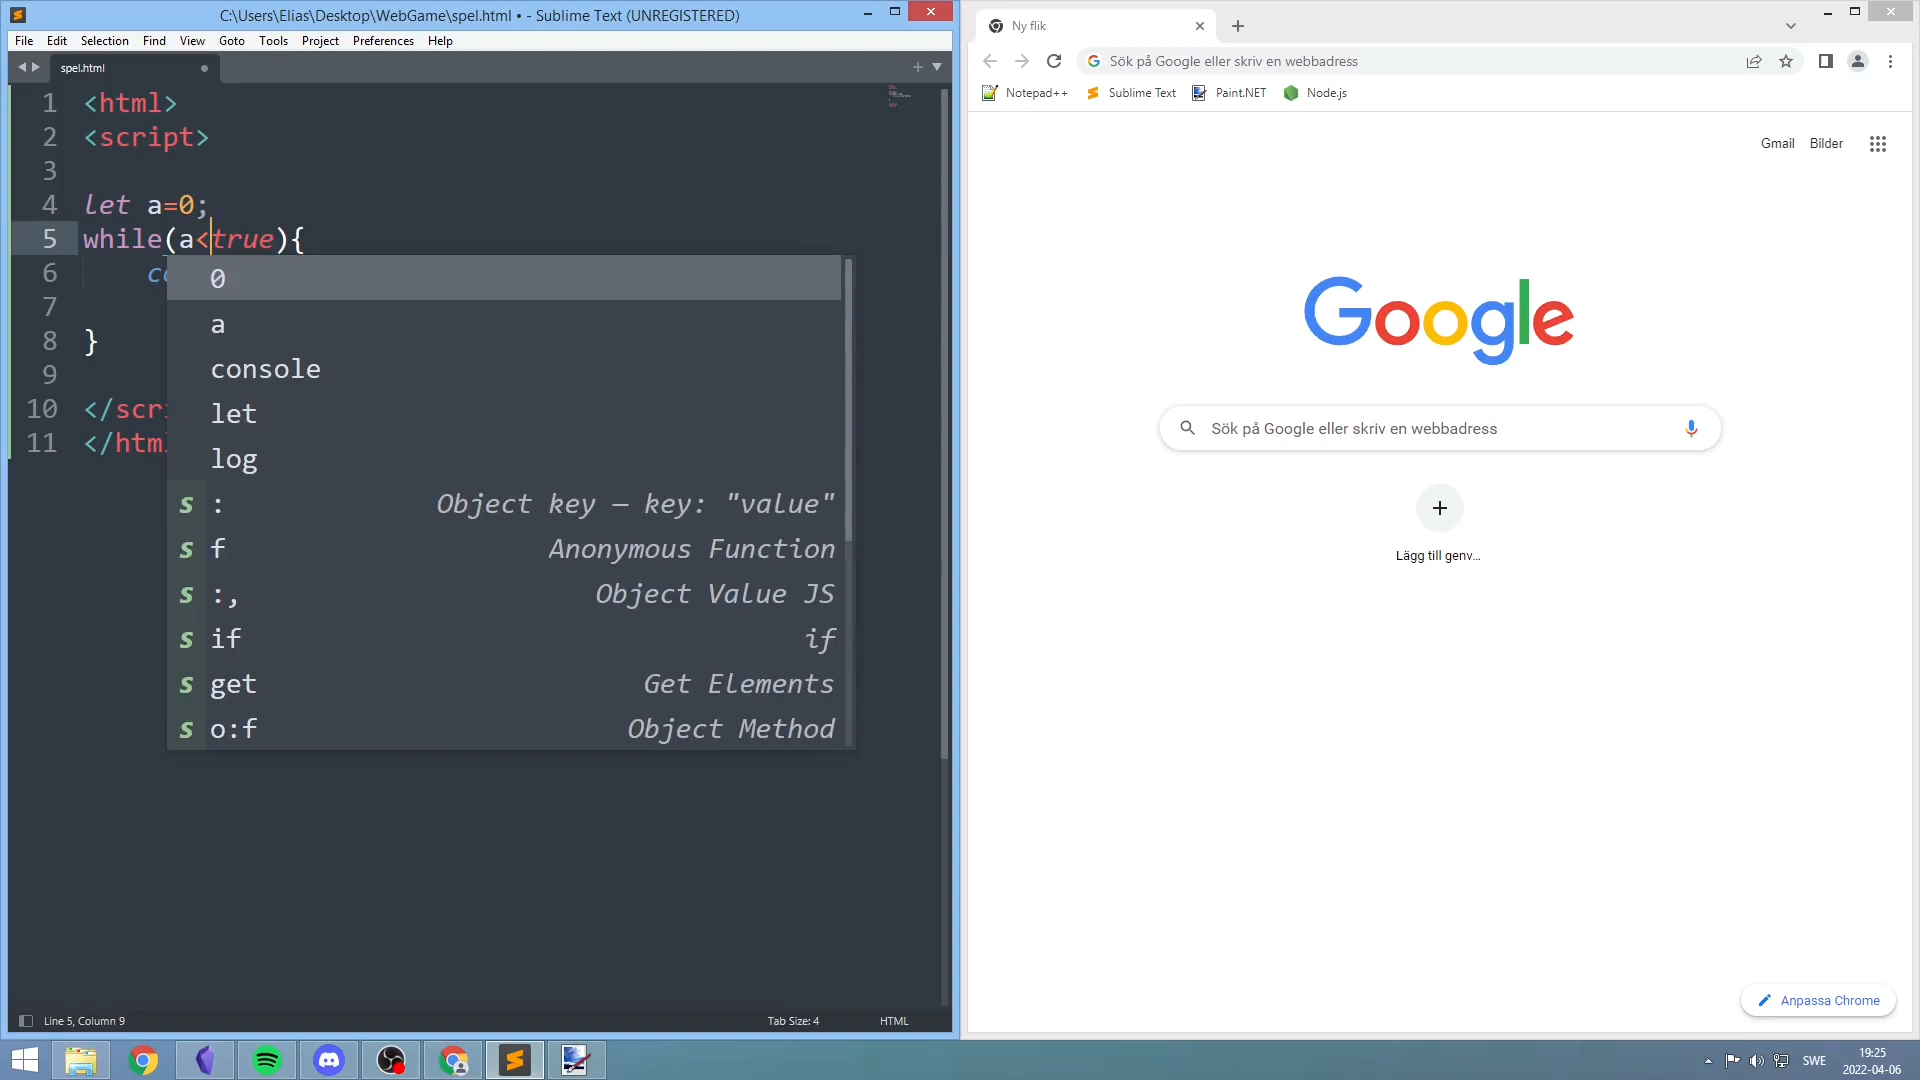 C:\Users\Elias\Desktop\WebGame\spel.html • - Sublime Text (UNREGISTERED)
File Edit Selection Find View Goto Tools Project Preferences Help
spel.html
1 <html>
2 <script>
3
4 let a=0;
5 while(a<true){
6 co
7
8 }
9
10 </scri
11 </html
0
a
console
let
log
s : Object key — key: "value"
s f Anonymous Function
s :, Object Value JS
s if if
s get Get Elements
s o:f Object Method
Line 5, Column 9 Tab Size: 4 HTML
Ny flik
Sök på Google eller skriv en webbadress
Notepad++ Sublime Text Paint.NET Node.js
Gmail Bilder
Google
Sök på Google eller skriv en webbadress
Lägg till genv...
Anpassa Chrome
SWE 19:25
2022-04-06